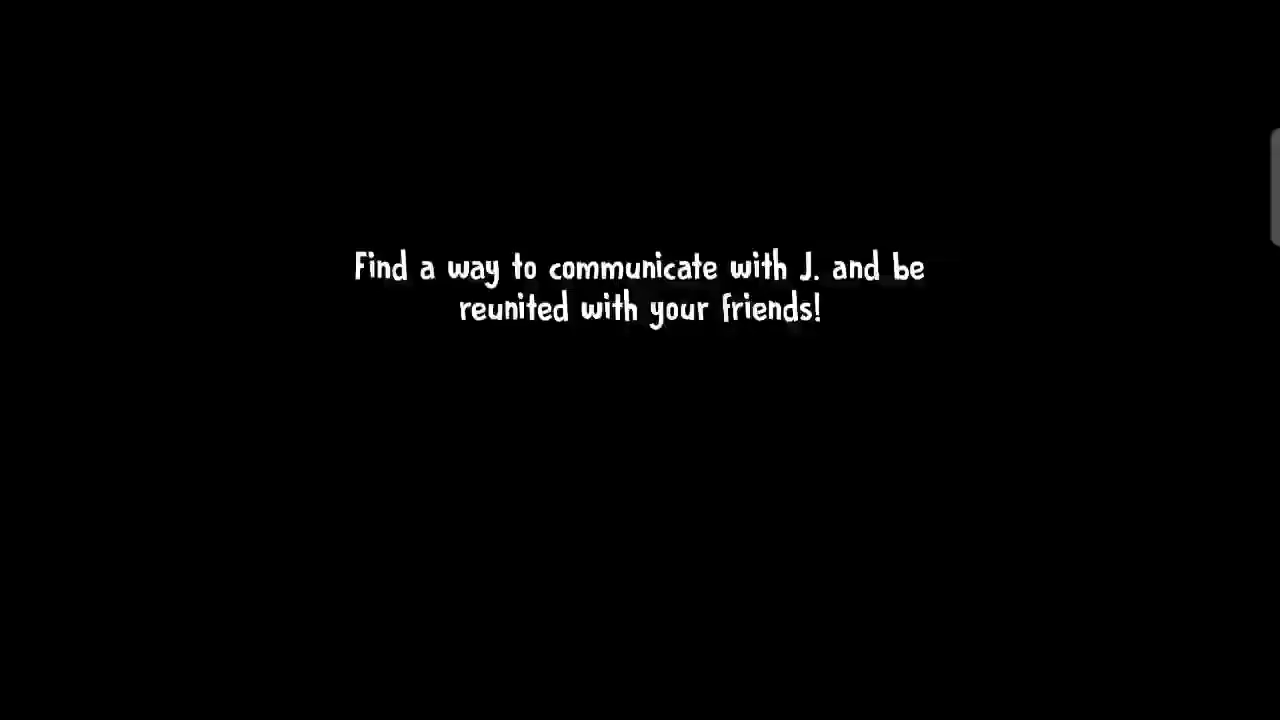 Find a way to communicate with J. and be
reunited with your friends!